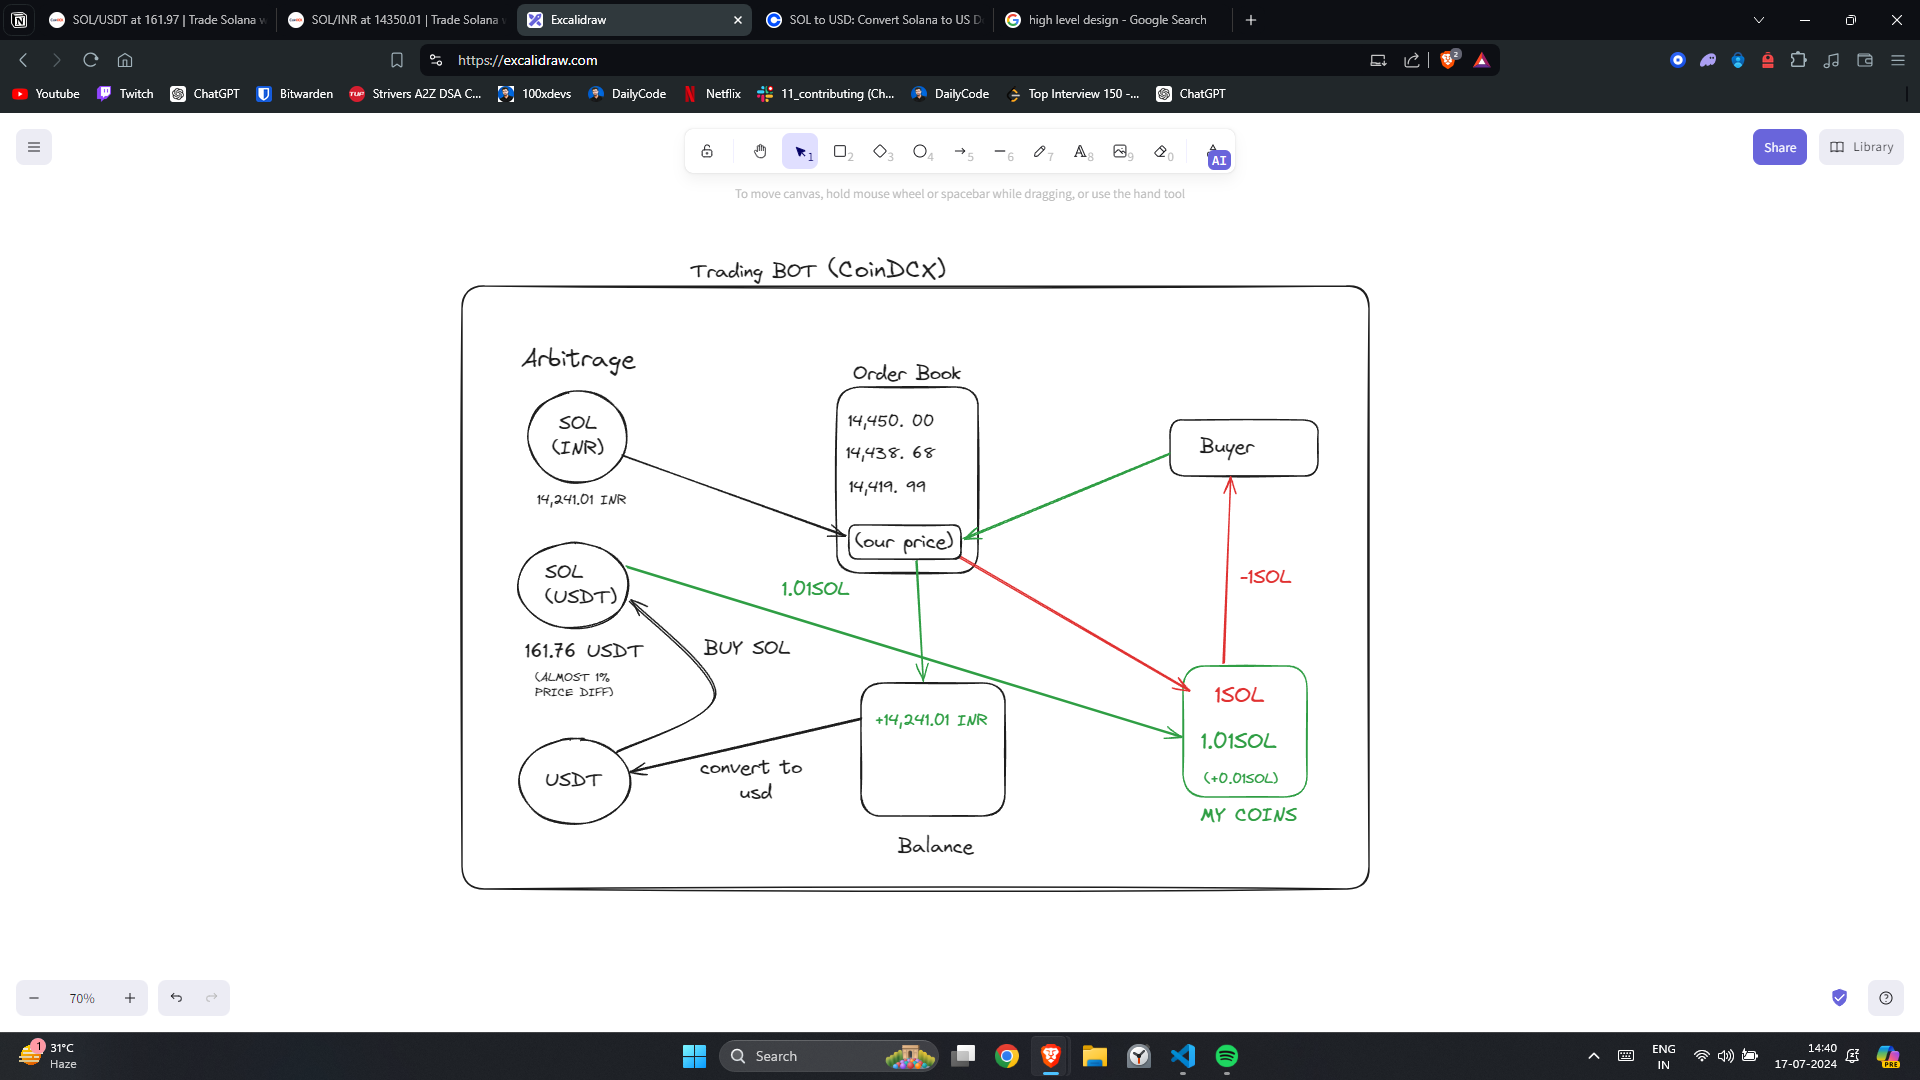 SOL/USDT at 161.97 | Trade Solana
SOL/INR at 14350.01 | Trade Solana
Excalidraw
SOL to USD: Convert Solana to US D
high level design - Google Search
https://excalidraw.com
2
Youtube
Twitch
ChatGPT
Bitwarden
Strivers A2Z DSA C...
100xdevs
DailyCode
Netflix
11_contributing (Ch...
DailyCode
Top Interview 150 -...
ChatGPT
1
2
3
4
5
6
7
A 8
9
0
AI
Share
Library
To move canvas, hold mouse wheel or spacebar while dragging, or use the hand tool
Trading BOT (CoinDCX)
Arbitrage
SOL
(INR)
14,241.01 INR
SOL
(USDT)
161.76 USDT
(ALMOST 1%
PRICE DIFF)
USDT
BUY SOL
convert to
usd
Order Book
14,450. 00
14,438. 68
14,419. 99
(our price)
1.01SOL
+14,241.01 INR
Balance
Buyer
-1SOL
1SOL
1.01SOL
(+0.01SOL)
MY COINS
70%
1
31°C
Haze
Search
ENG
IN
14:40
17-07-2024
PRE